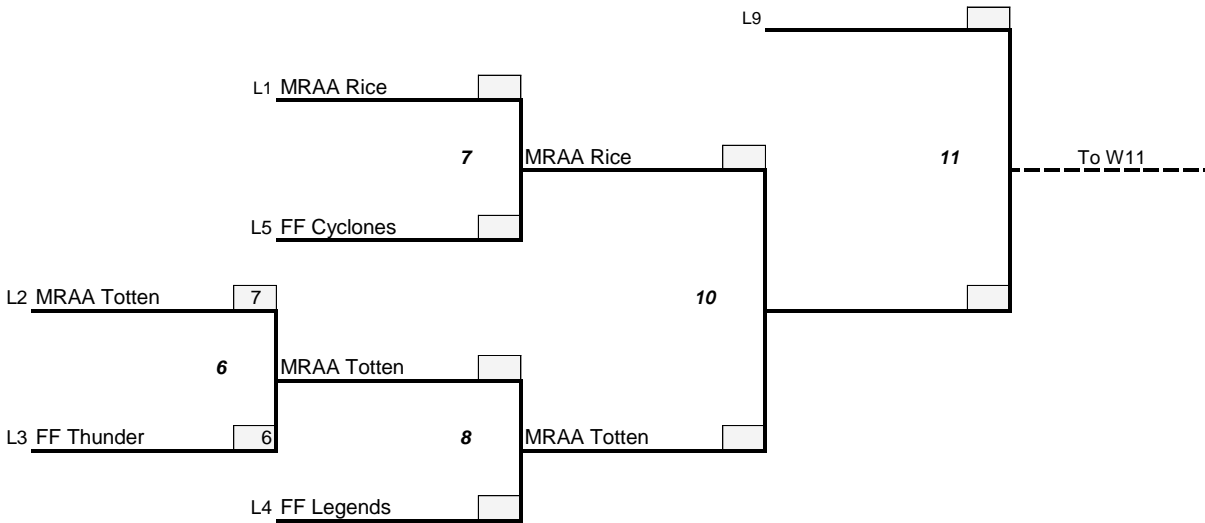 L9
L1 MRAA Rice
7 MRAA Rice 11 To W11
L5 FF Cyclones
L2 MRAA Totten 7 10
6 MRAA Totten
L3 FF Thunder 6 8 MRAA Totten
L4 FF Legends